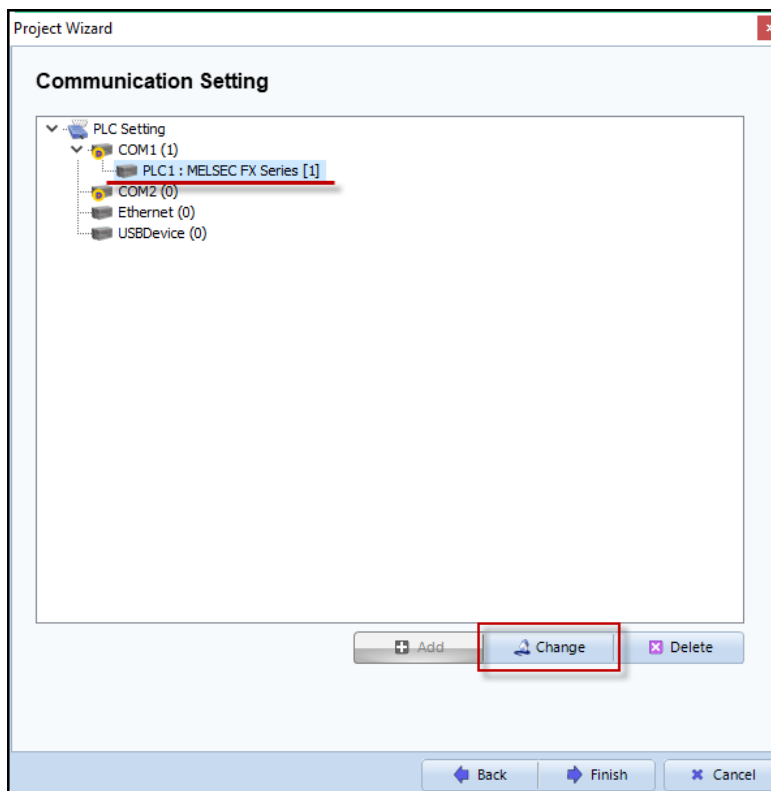 Project Wizard
Communication Setting
PLC Setting
COM1 (1)
PLC1 : MELSEC FX Series [1]
COM2 (0)
Ethernet (0)
USBDevice (0)
Add Change Delete
Back Finish Cancel